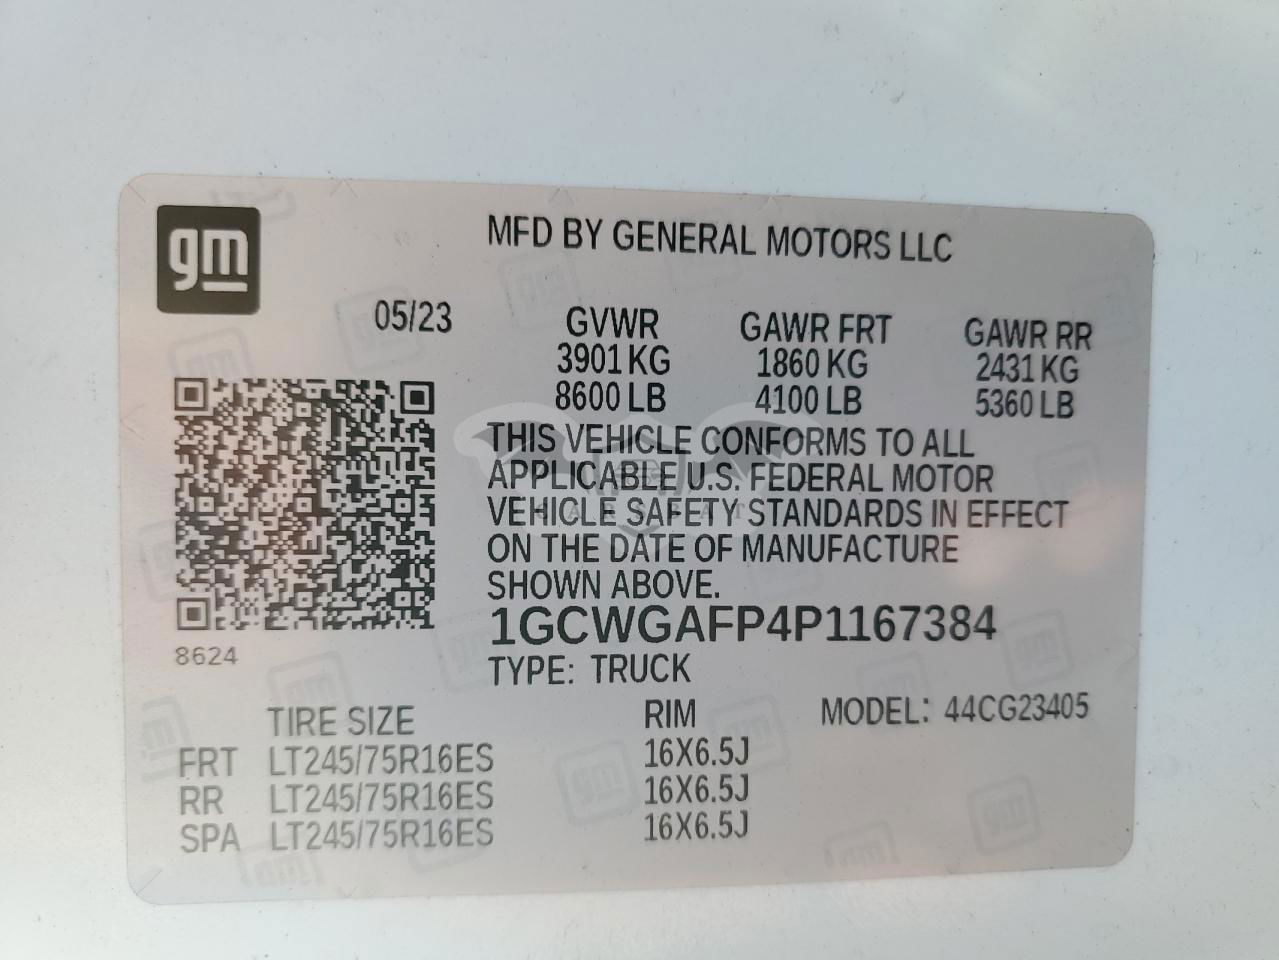 gm
MFD BY GENERAL MOTORS LLC
05/23
GVWR GAWR FRT GAWR RR
3901 KG 1860 KG 2431 KG
8600 LB 4100 LB 5360 LB
THIS VEHICLE CONFORMS TO ALL
APPLICABLE U.S. FEDERAL MOTOR
VEHICLE SAFETY STANDARDS IN EFFECT
ON THE DATE OF MANUFACTURE
SHOWN ABOVE.
1GCWGAFP4P1167384
8624
TYPE: TRUCK
TIRE SIZE RIM MODEL: 44CG23405
FRT LT245/75R16ES 16X6.5J
RR LT245/75R16ES 16X6.5J
SPA LT245/75R16ES 16X6.5J